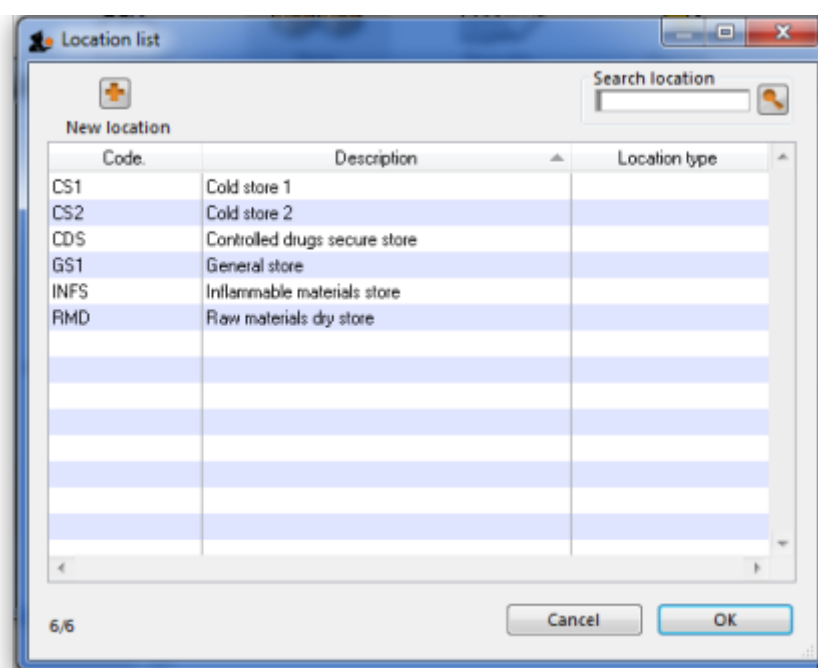 Location list
Search location
New location
Code. Description Location type
CS1 Cold store 1
CS2 Cold store 2
CDS Controlled drugs secure store
GS1 General store
INFS Inflammable materials store
RMD Raw materials dry store
6/6 Cancel OK